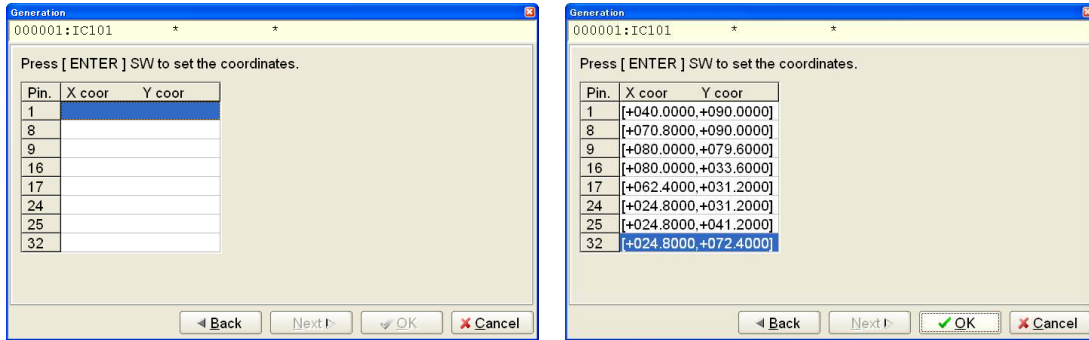 Generation
000001:IC101 * *
Press [ ENTER ] SW to set the coordinates.
Pin. X coor Y coor
1
8
9
16
17
24
25
32
Back Next OK Cancel
Generation
000001:IC101 * *
Press [ ENTER ] SW to set the coordinates.
Pin. X coor Y coor
1 [+040.0000,+090.0000]
8 [+070.8000,+090.0000]
9 [+080.0000,+079.6000]
16 [+080.0000,+033.6000]
17 [+062.4000,+031.2000]
24 [+024.8000,+031.2000]
25 [+024.8000,+041.2000]
32 [+024.8000,+072.4000]
Back Next OK Cancel